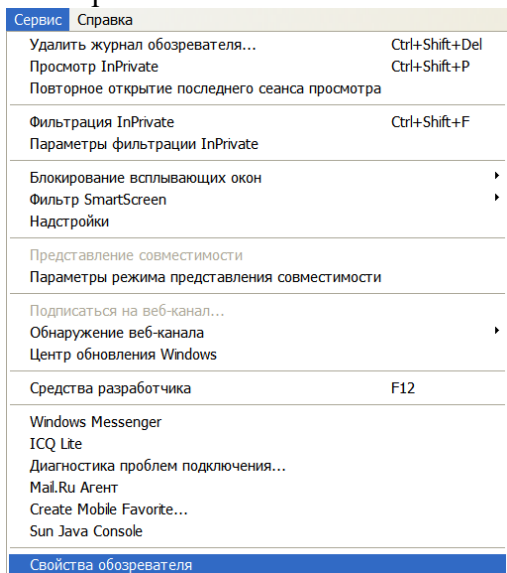 Сервис Справка
Удалить журнал обозревателя... Ctrl+Shift+Del
Просмотр InPrivate Ctrl+Shift+P
Повторное открытие последнего сеанса просмотра
Фильтрация InPrivate Ctrl+Shift+F
Параметры фильтрации InPrivate
Блокирование всплывающих окон
Фильтр SmartScreen
Надстройки
Представление совместимости
Параметры режима представления совместимости
Подписаться на веб-канал...
Обнаружение веб-канала
Центр обновления Windows
Средства разработчика F12
Windows Messenger
ICQ Lite
Диагностика проблем подключения...
Mail.Ru Агент
Create Mobile Favorite...
Sun Java Console
Свойства обозревателя